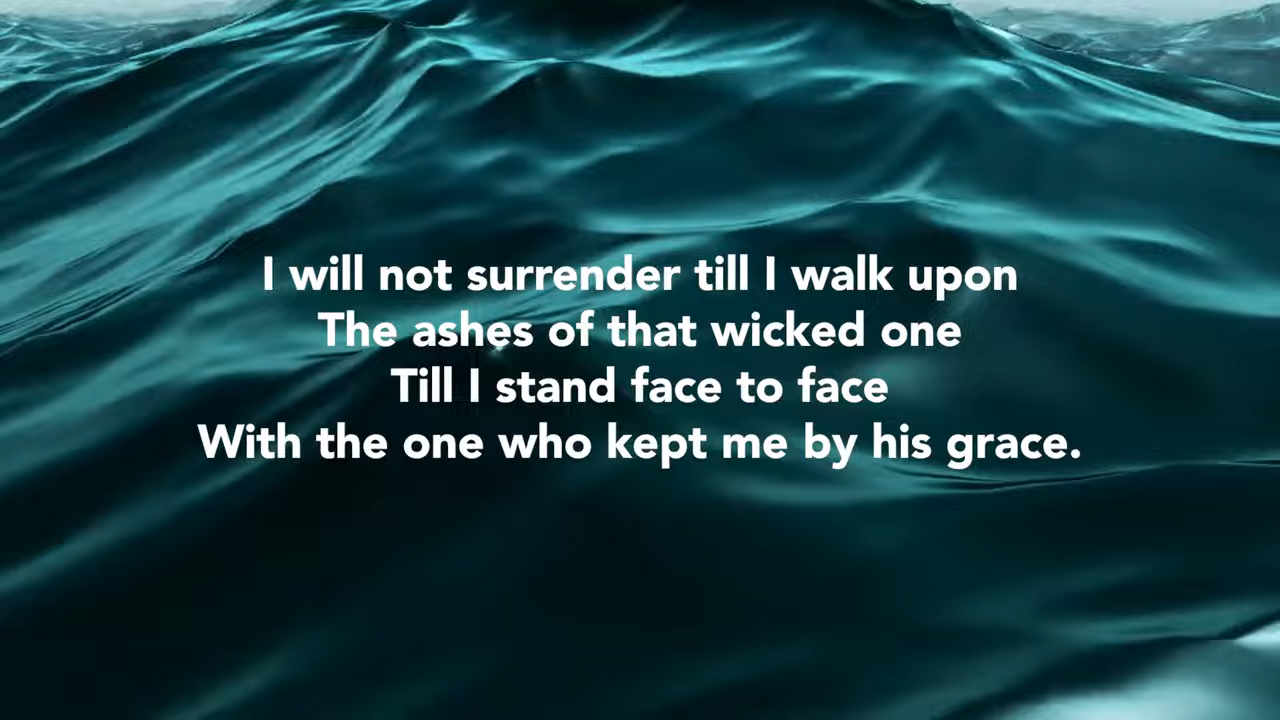 I will not surrender till I walk upon
The ashes of that wicked one
Till I stand face to face
With the one who kept me by his grace.